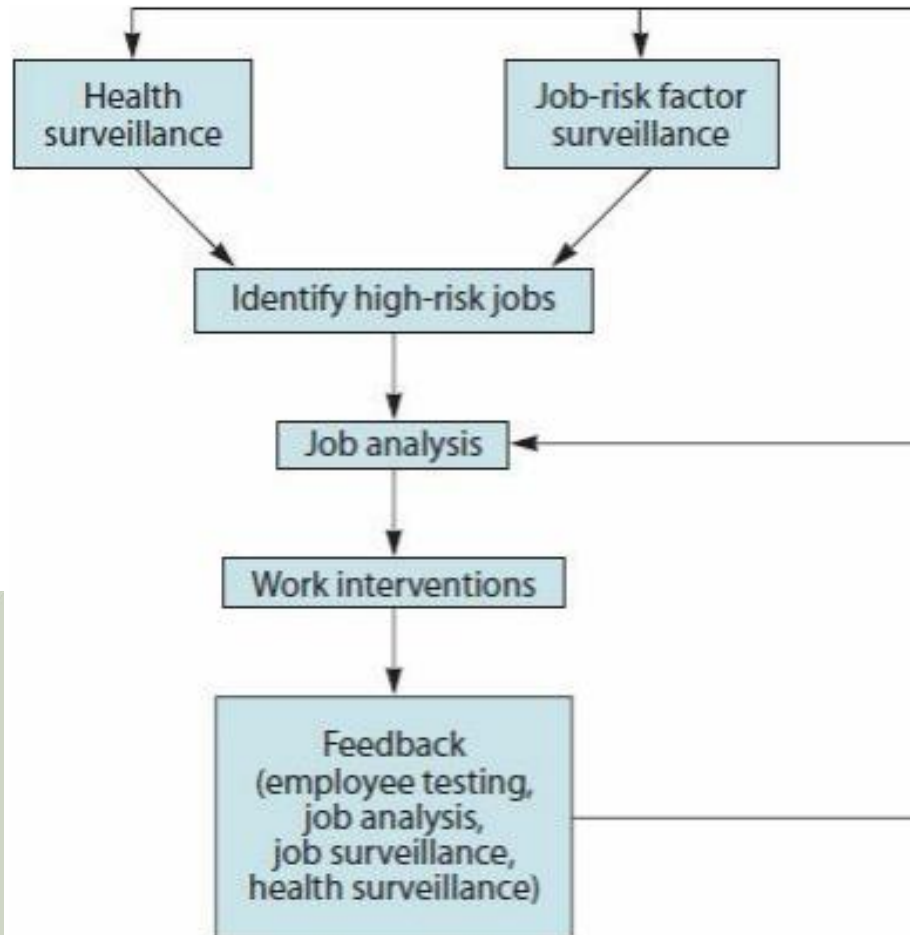 Health
surveillance
Job-risk factor
surveillance
Identify high-risk jobs
Job analysis
Work interventions
Feedback
(employee testing,
job analysis,
job surveillance,
health surveillance)